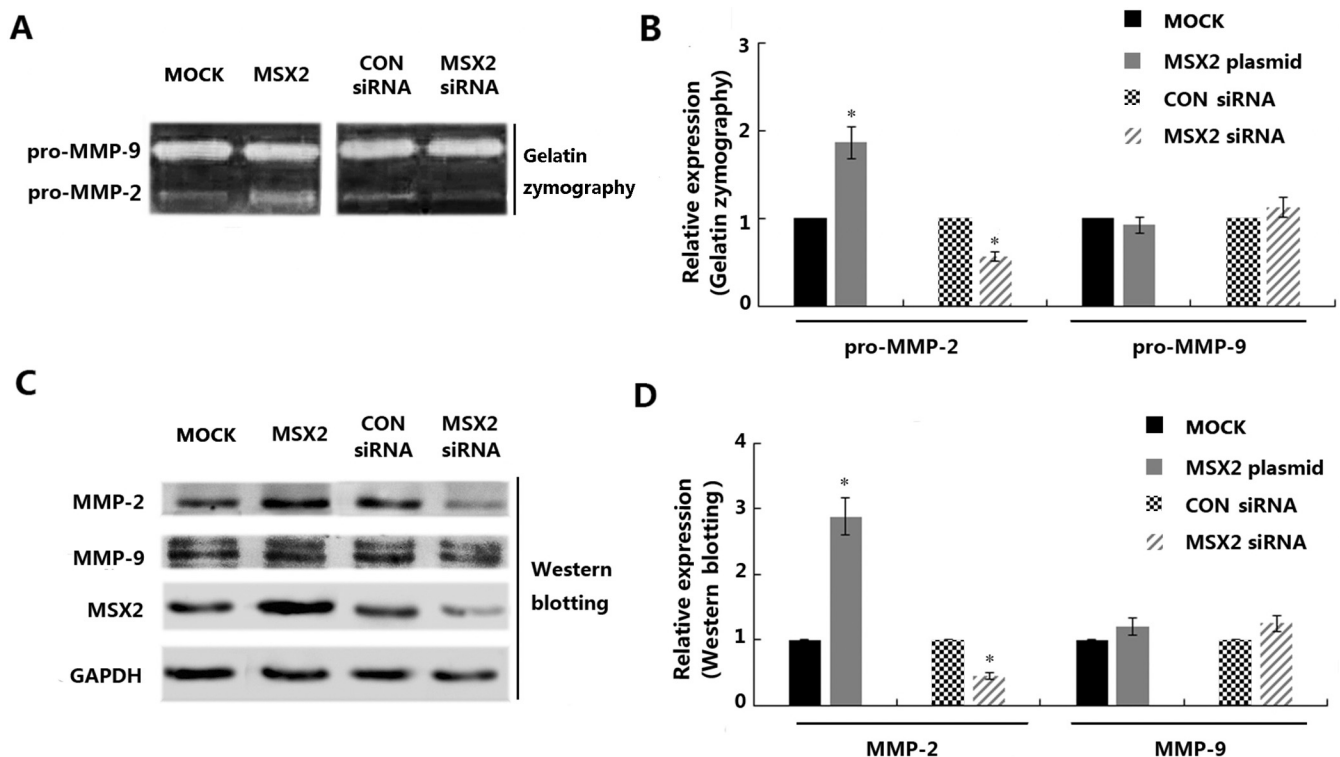 A
MOCK
MSX2
CON
siRNA
MSX2
siRNA
pro-MMP-9
pro-MMP-2
Gelatin
zymography
B
Relative expression
(Gelatin zymography)
3
2
1
0
*
*
MOCK
MSX2 plasmid
CON siRNA
MSX2 siRNA
pro-MMP-2
pro-MMP-9
C
MOCK
MSX2
CON
siRNA
MSX2
siRNA
MMP-2
MMP-9
MSX2
GAPDH
Western
blotting
D
Relative expression
(Western blotting)
4
3
2
1
0
*
*
MOCK
MSX2 plasmid
CON siRNA
MSX2 siRNA
MMP-2
MMP-9